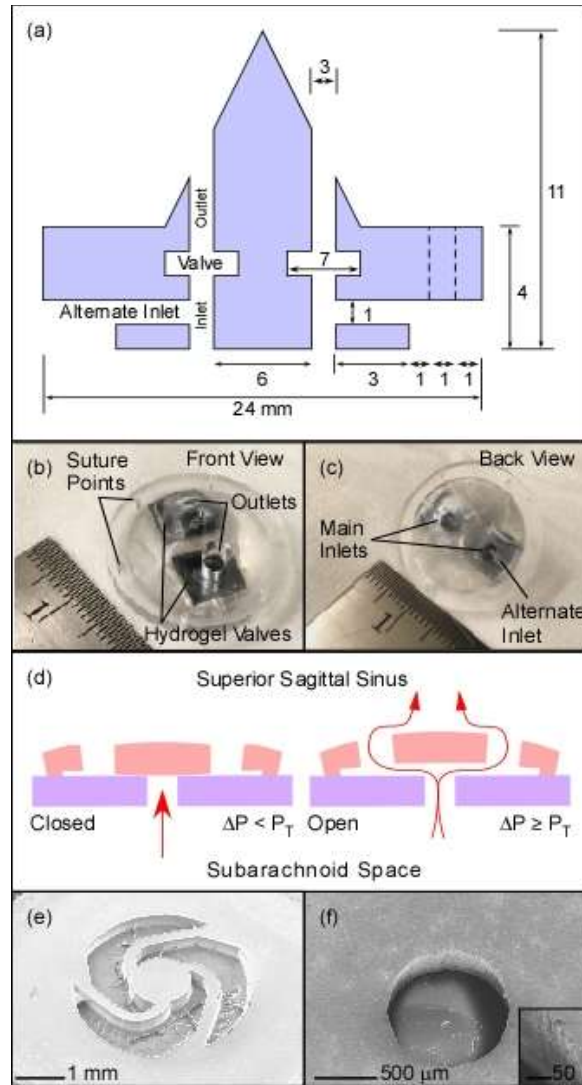 (a)
3
11
Outlet
7
Valve
4
Alternate Inlet
Inlet
1
6
3
1
1
1
24 mm
(b)
Suture Points
Front View
Outlets
Hydrogel Valves
1
(c)
Back View
Main Inlets
Alternate Inlet
1
(d)
Superior Sagittal Sinus
Closed
ΔP < P_T
Open
ΔP ≥ P_T
Subarachnoid Space
(e)
1 mm
(f)
500 μm
50